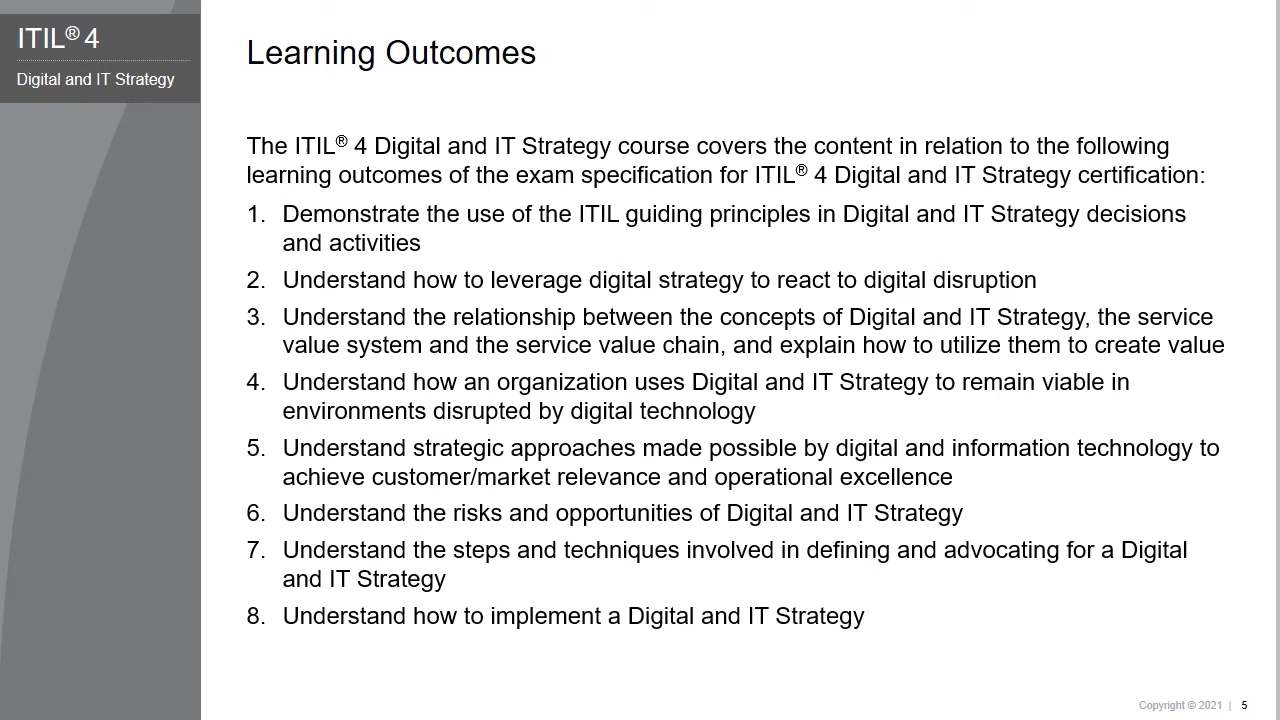 ITIL® 4
Digital and IT Strategy
Learning Outcomes
The ITIL® 4 Digital and IT Strategy course covers the content in relation to the following
learning outcomes of the exam specification for ITIL® 4 Digital and IT Strategy certification:
1. Demonstrate the use of the ITIL guiding principles in Digital and IT Strategy decisions
and activities
2. Understand how to leverage digital strategy to react to digital disruption
3. Understand the relationship between the concepts of Digital and IT Strategy, the service
value system and the service value chain, and explain how to utilize them to create value
4. Understand how an organization uses Digital and IT Strategy to remain viable in
environments disrupted by digital technology
5. Understand strategic approaches made possible by digital and information technology to
achieve customer/market relevance and operational excellence
6. Understand the risks and opportunities of Digital and IT Strategy
7. Understand the steps and techniques involved in defining and advocating for a Digital
and IT Strategy
8. Understand how to implement a Digital and IT Strategy
Copyright © 2021 | 5